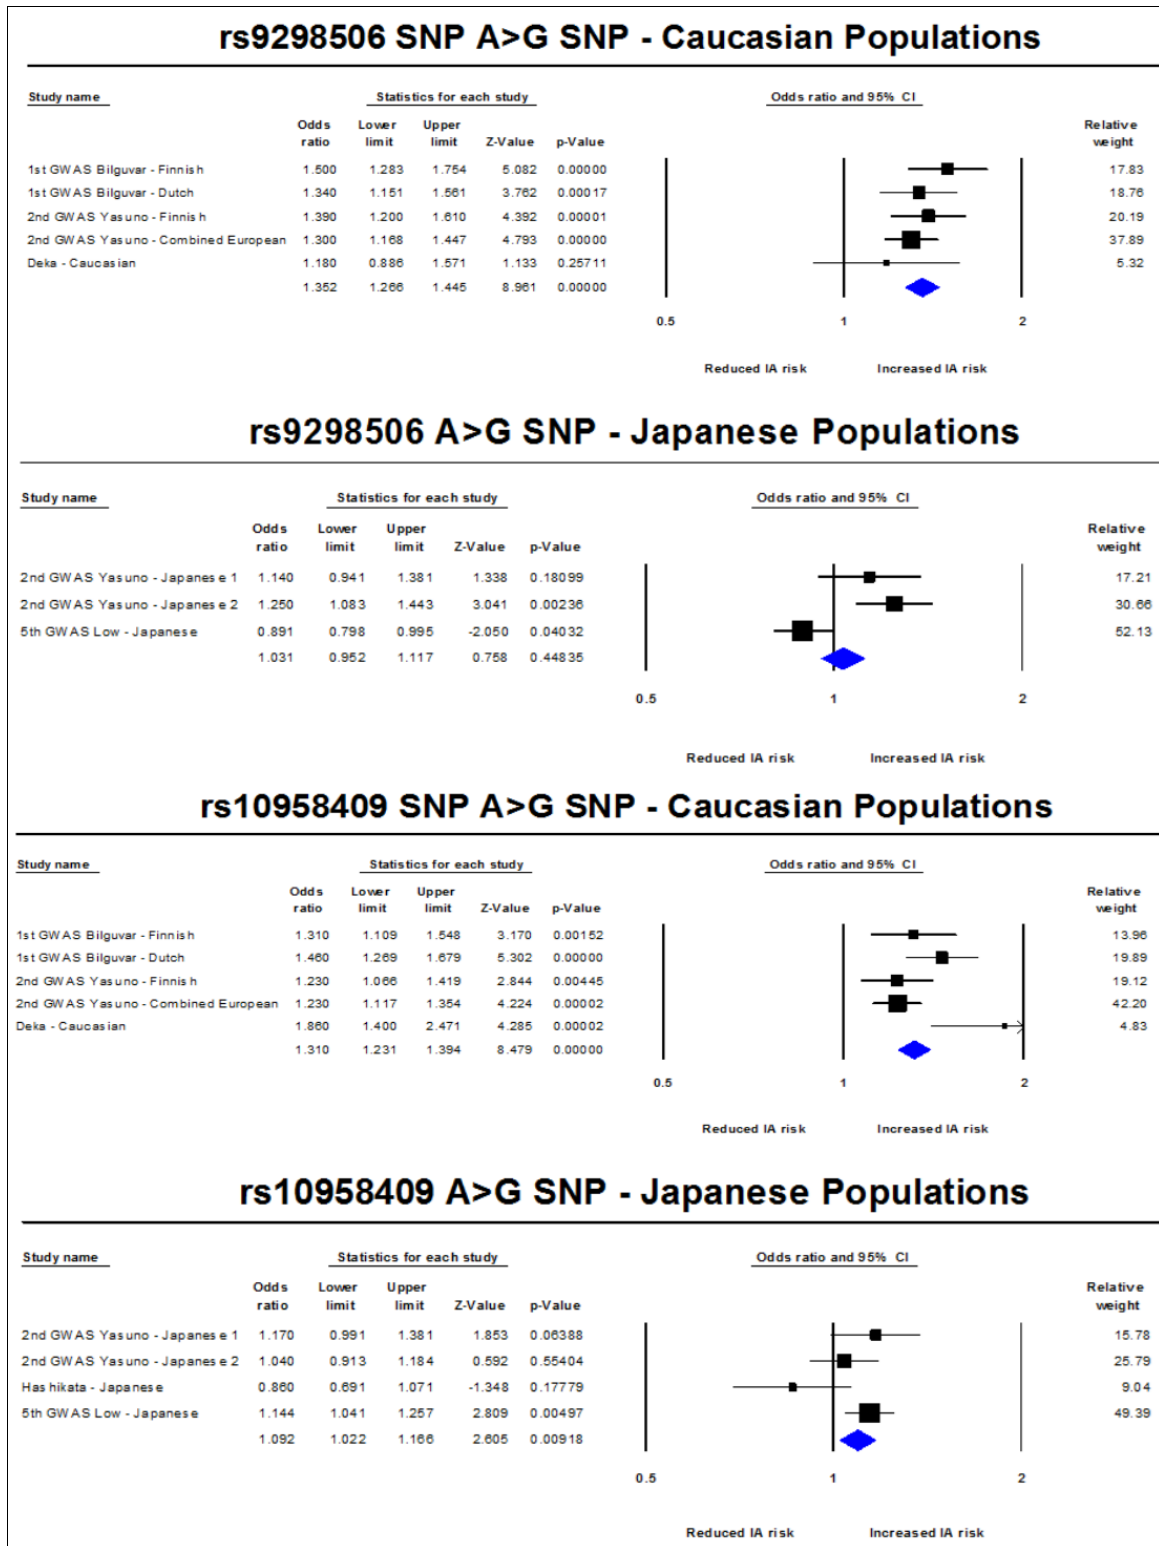 rs9298506 SNP A>G SNP - Caucasian Populations
Study name Statistics for each study Odds ratio and 95% CI
Odds Lower Upper Relative
ratio limit limit Z-Value p-Value weight
1st GWAS Bilguvar - Finnish 1.500 1.283 1.754 5.082 0.00000 17.83
1st GWAS Bilguvar - Dutch 1.340 1.151 1.561 3.762 0.00017 18.76
2nd GWAS Yasuno - Finnish 1.390 1.200 1.610 4.392 0.00001 20.19
2nd GWAS Yasuno - Combined European 1.300 1.168 1.447 4.793 0.00000 37.89
Deka - Caucasian 1.180 0.886 1.571 1.133 0.25711 5.32
1.352 1.266 1.445 8.961 0.00000
0.5 1 2
Reduced IA risk Increased IA risk
rs9298506 A>G SNP - Japanese Populations
Study name Statistics for each study Odds ratio and 95% CI
Odds Lower Upper Relative
ratio limit limit Z-Value p-Value weight
2nd GWAS Yasuno - Japanese 1 1.140 0.941 1.381 1.338 0.18099 17.21
2nd GWAS Yasuno - Japanese 2 1.250 1.083 1.443 3.041 0.00236 30.66
5th GWAS Low - Japanese 0.891 0.798 0.995 -2.050 0.04032 52.13
1.031 0.952 1.117 0.758 0.44835
0.5 1 2
Reduced IA risk Increased IA risk
rs10958409 SNP A>G SNP - Caucasian Populations
Study name Statistics for each study Odds ratio and 95% CI
Odds Lower Upper Relative
ratio limit limit Z-Value p-Value weight
1st GWAS Bilguvar - Finnish 1.310 1.109 1.548 3.170 0.00152 13.96
1st GWAS Bilguvar - Dutch 1.460 1.269 1.679 5.302 0.00000 19.89
2nd GWAS Yasuno - Finnish 1.230 1.066 1.419 2.844 0.00445 19.12
2nd GWAS Yasuno - Combined European 1.230 1.117 1.354 4.224 0.00002 42.20
Deka - Caucasian 1.860 1.400 2.471 4.285 0.00002 4.83
1.310 1.231 1.394 8.479 0.00000
0.5 1 2
Reduced IA risk Increased IA risk
rs10958409 A>G SNP - Japanese Populations
Study name Statistics for each study Odds ratio and 95% CI
Odds Lower Upper Relative
ratio limit limit Z-Value p-Value weight
2nd GWAS Yasuno - Japanese 1 1.170 0.991 1.381 1.853 0.06388 15.78
2nd GWAS Yasuno - Japanese 2 1.040 0.913 1.184 0.592 0.55404 25.79
Hashikata - Japanese 0.860 0.691 1.071 -1.348 0.17779 9.04
5th GWAS Low - Japanese 1.144 1.041 1.257 2.809 0.00497 49.39
1.092 1.022 1.166 2.605 0.00918
0.5 1 2
Reduced IA risk Increased IA risk